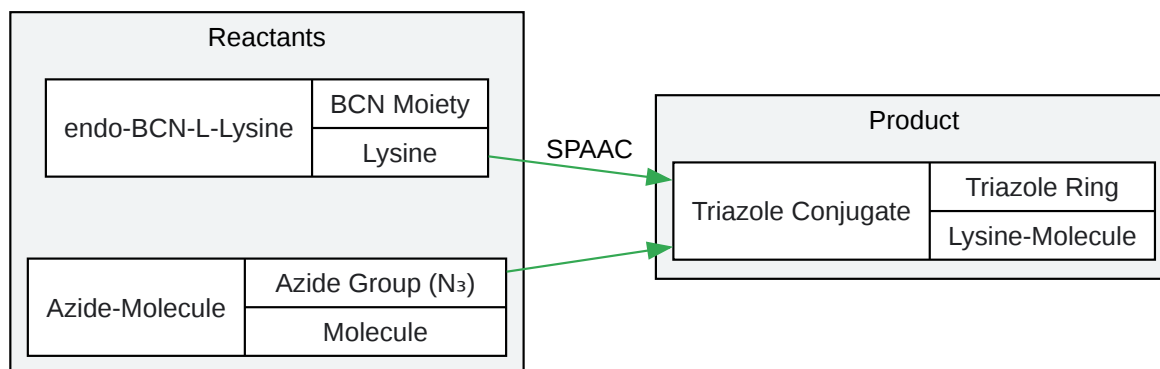 Reactants
endo-BCN-L-Lysine
BCN Moiety
Lysine
Azide-Molecule
Azide Group (N₃)
Molecule
SPAAC
Product
Triazole Conjugate
Triazole Ring
Lysine-Molecule